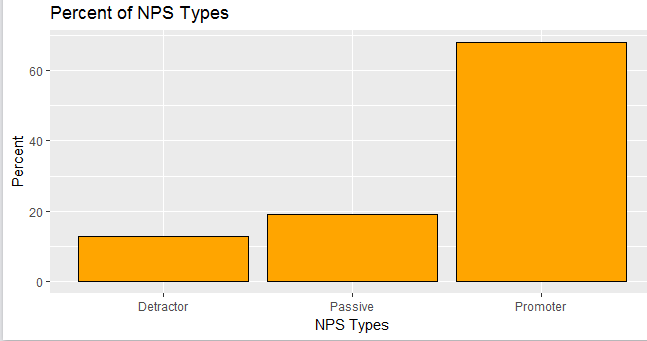 Percent of NPS Types
60
40
20
0
Percent
Detractor Passive Promoter
NPS Types